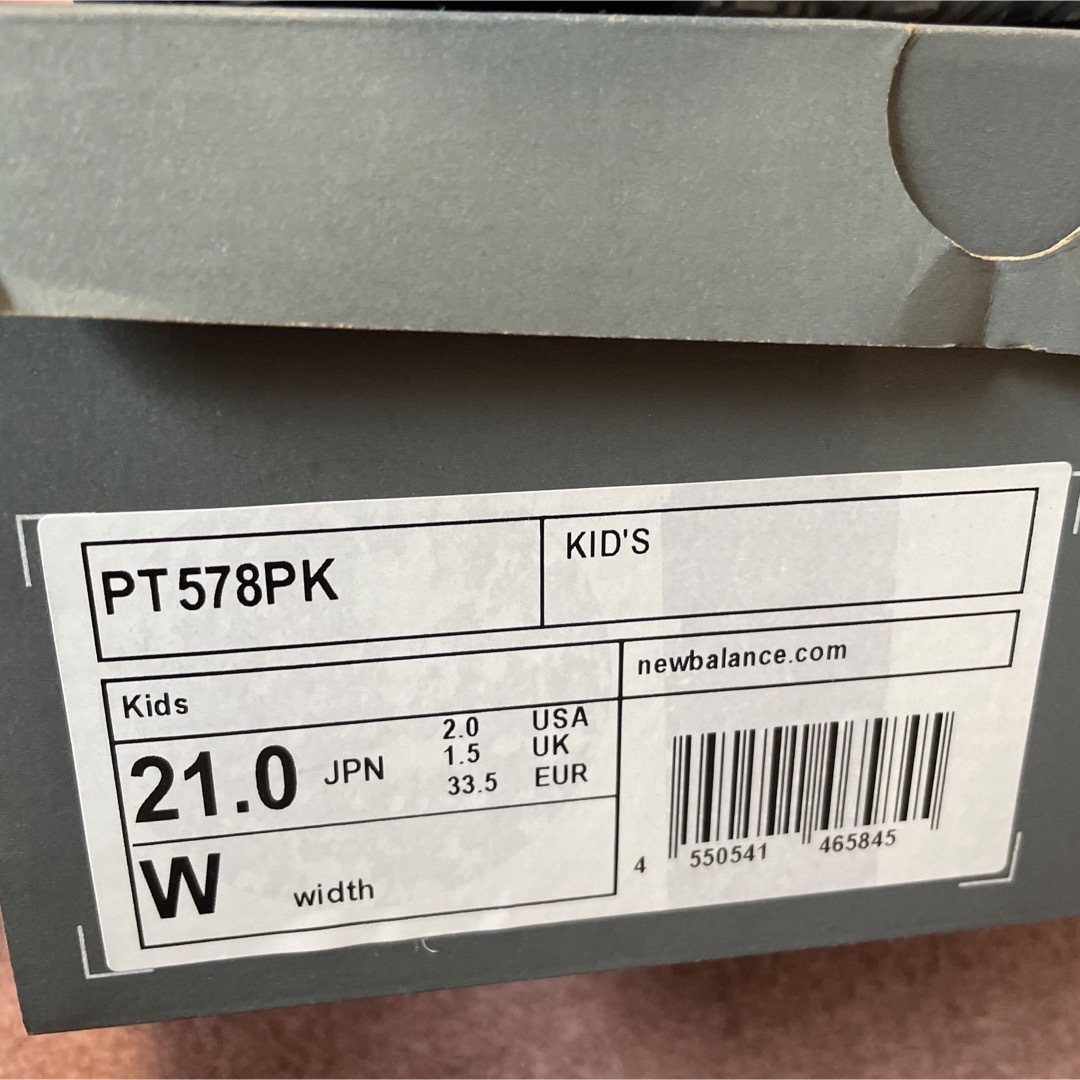 PT578PK
KID'S
Kids
newbalance.com
21.0 JPN
2.0 USA
1.5 UK
33.5 EUR
W width
4 550541 465845